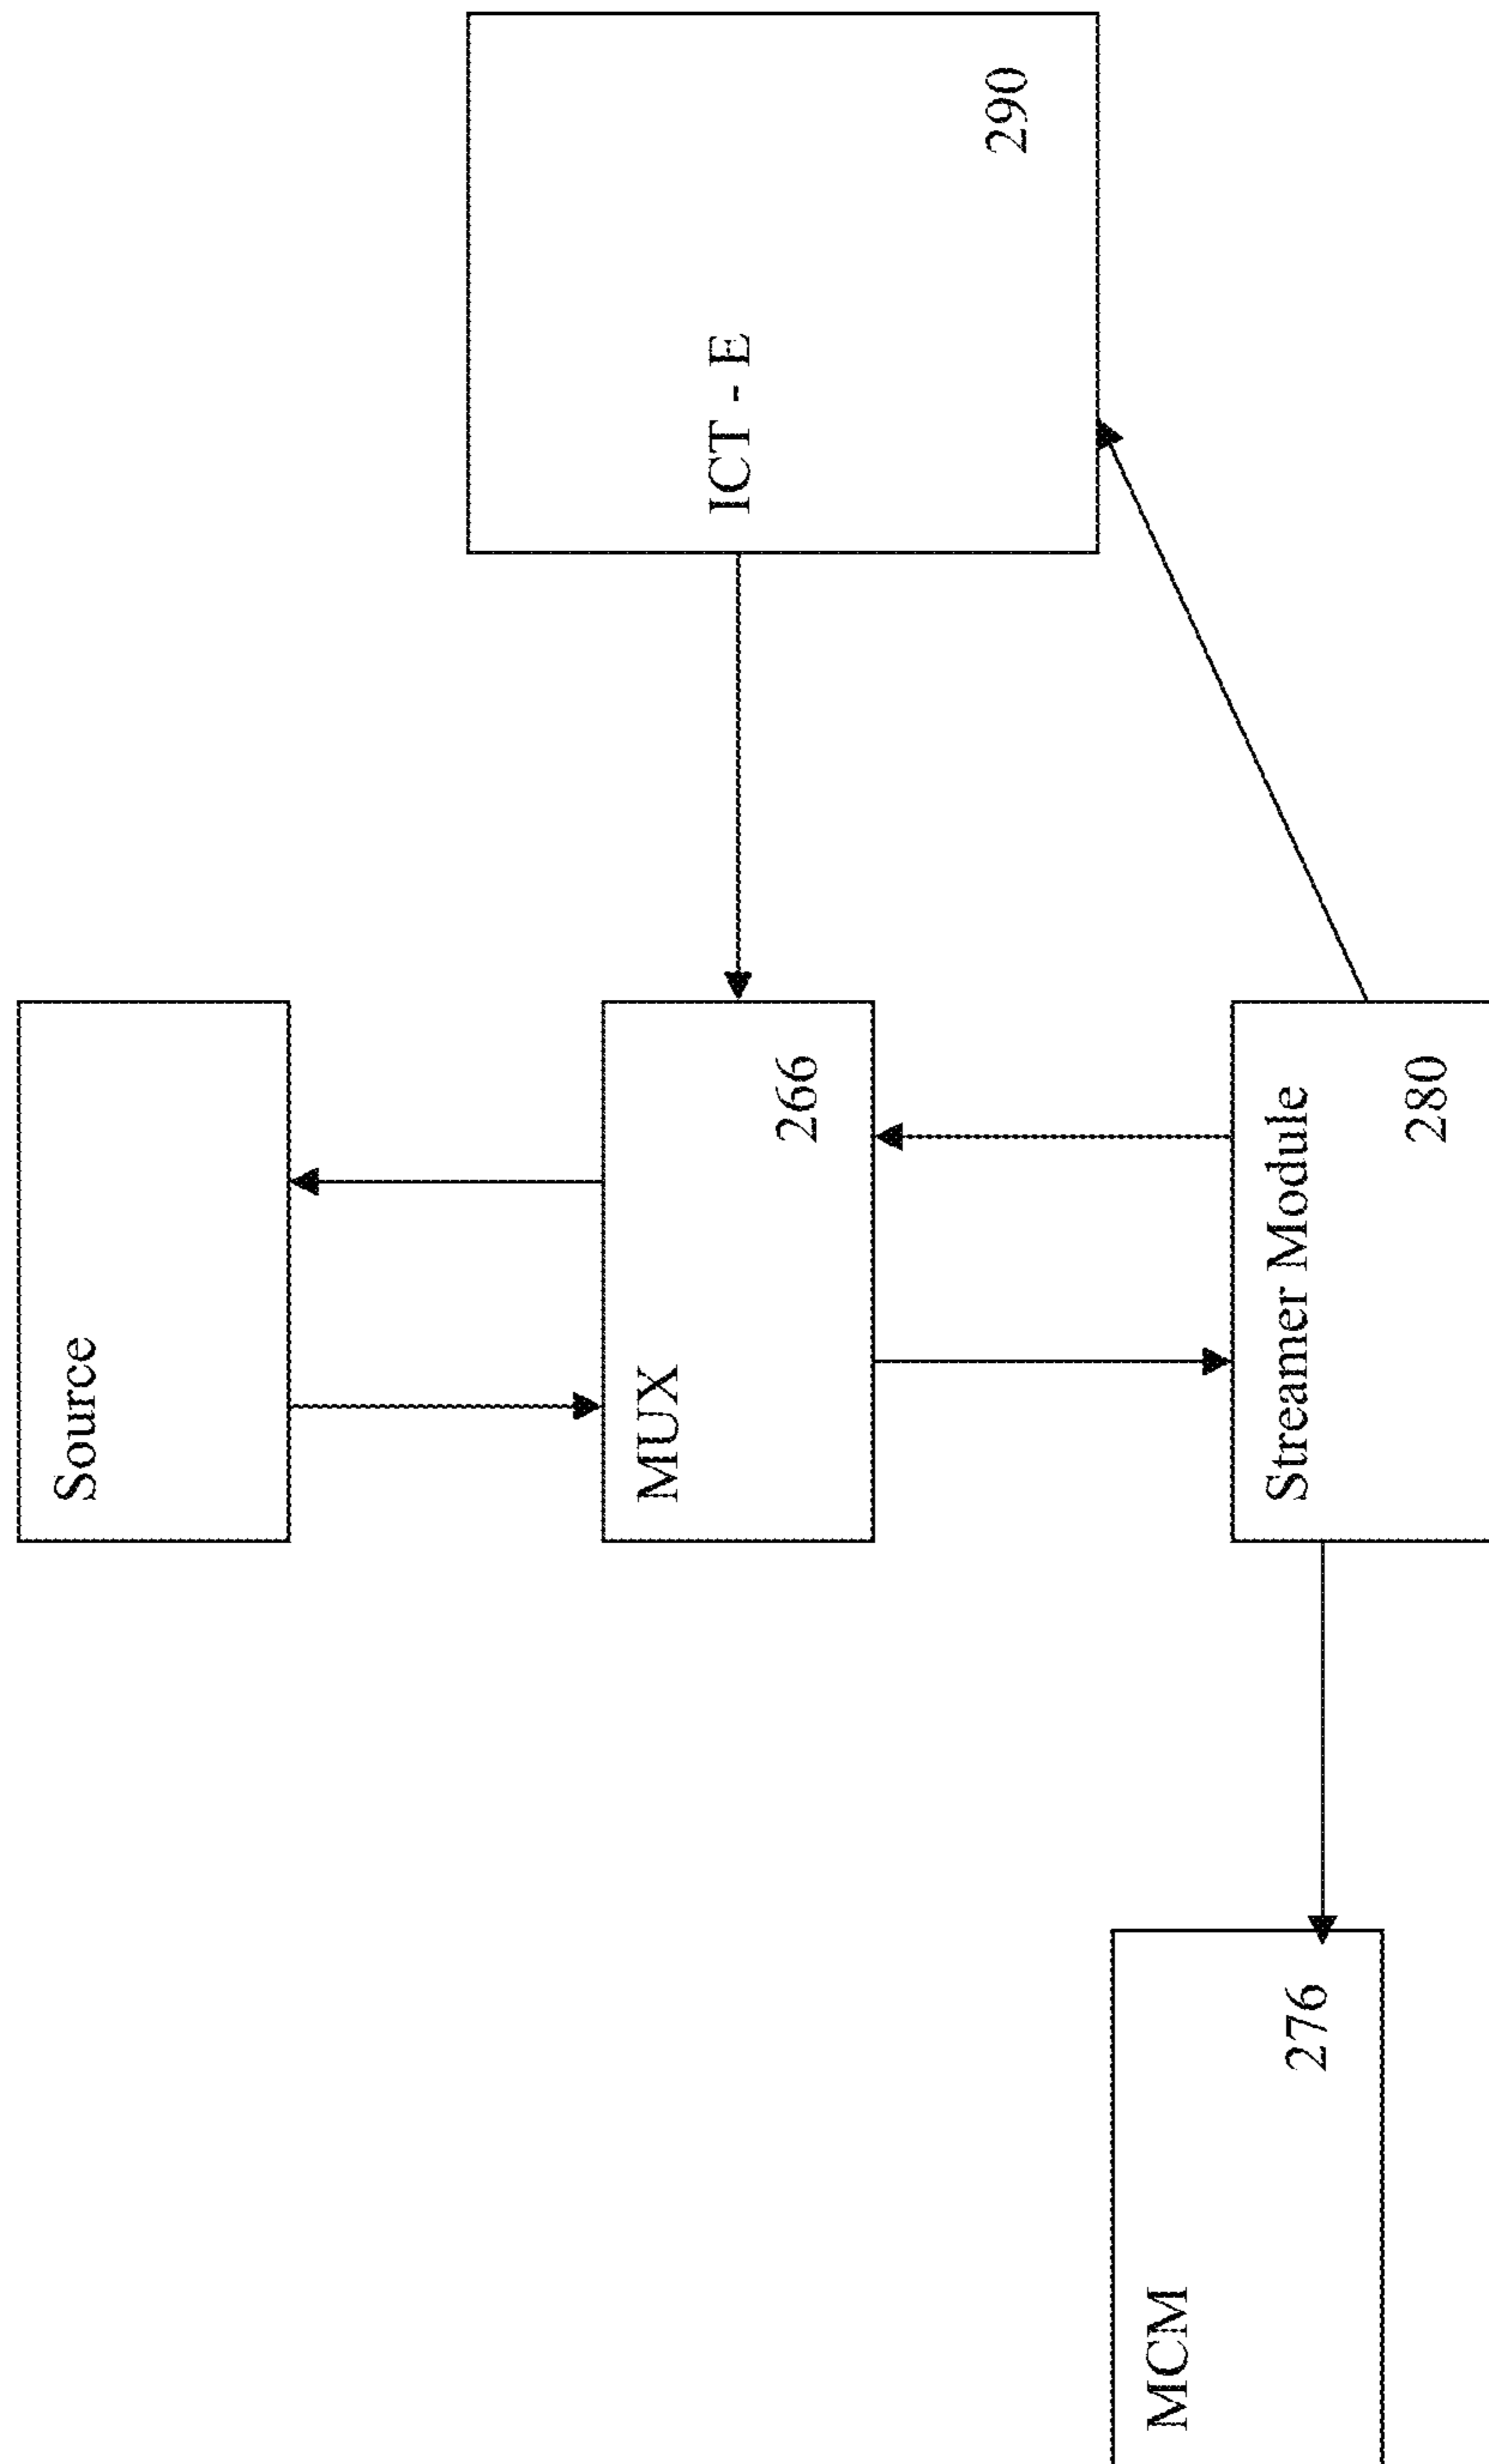 Source
MUX
266
Streamer Module
280
MCM
276
ICT - E
290